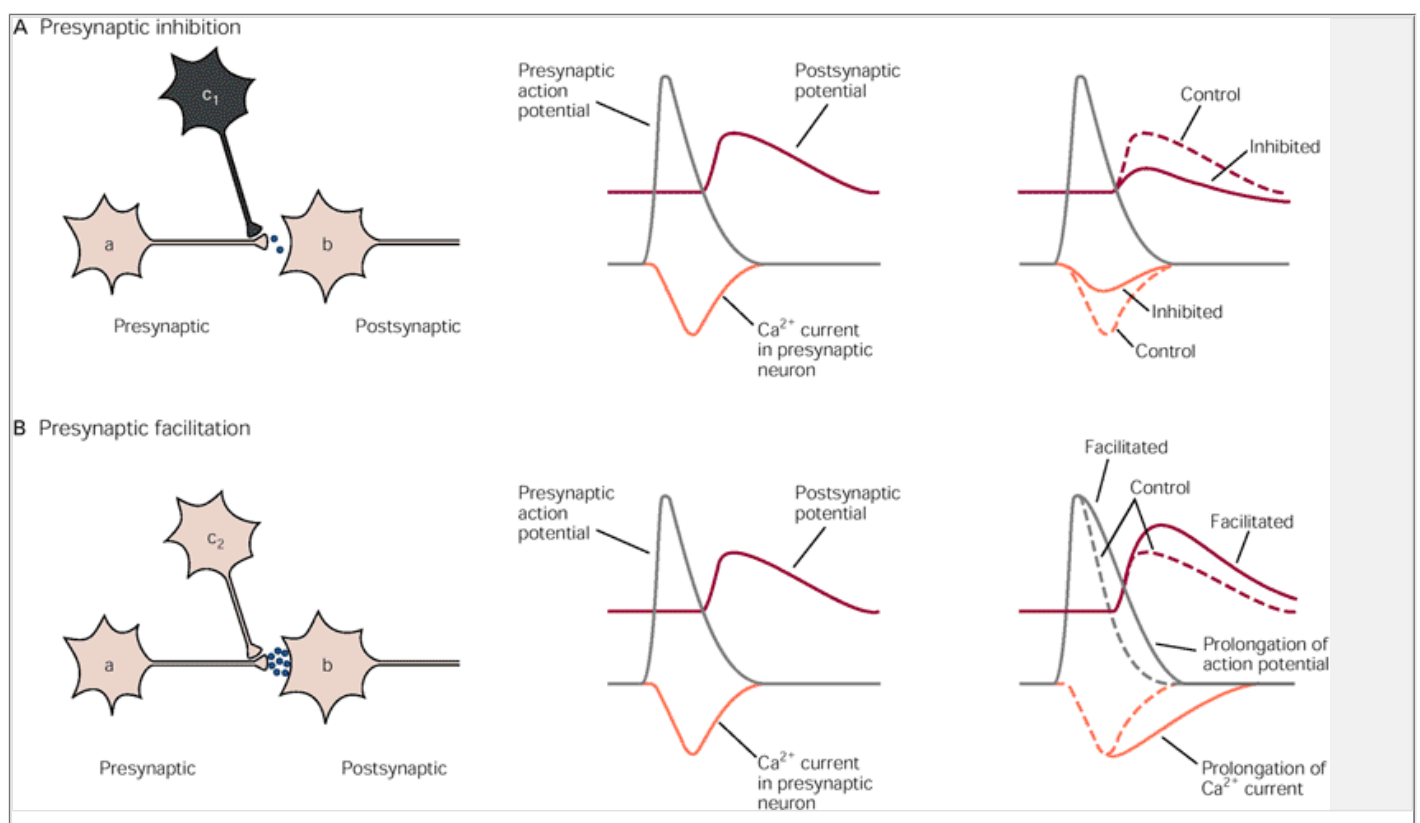 A Presynaptic inhibition
c1
a
b
Presynaptic
Postsynaptic
Presynaptic
action
potential
Postsynaptic
potential
Ca2+ current
in presynaptic
neuron
Control
Inhibited
Inhibited
Control
B Presynaptic facilitation
c2
a
b
Presynaptic
Postsynaptic
Presynaptic
action
potential
Postsynaptic
potential
Ca2+ current
in presynaptic
neuron
Facilitated
Control
Facilitated
Prolongation of
action potential
Prolongation of
Ca2+ current